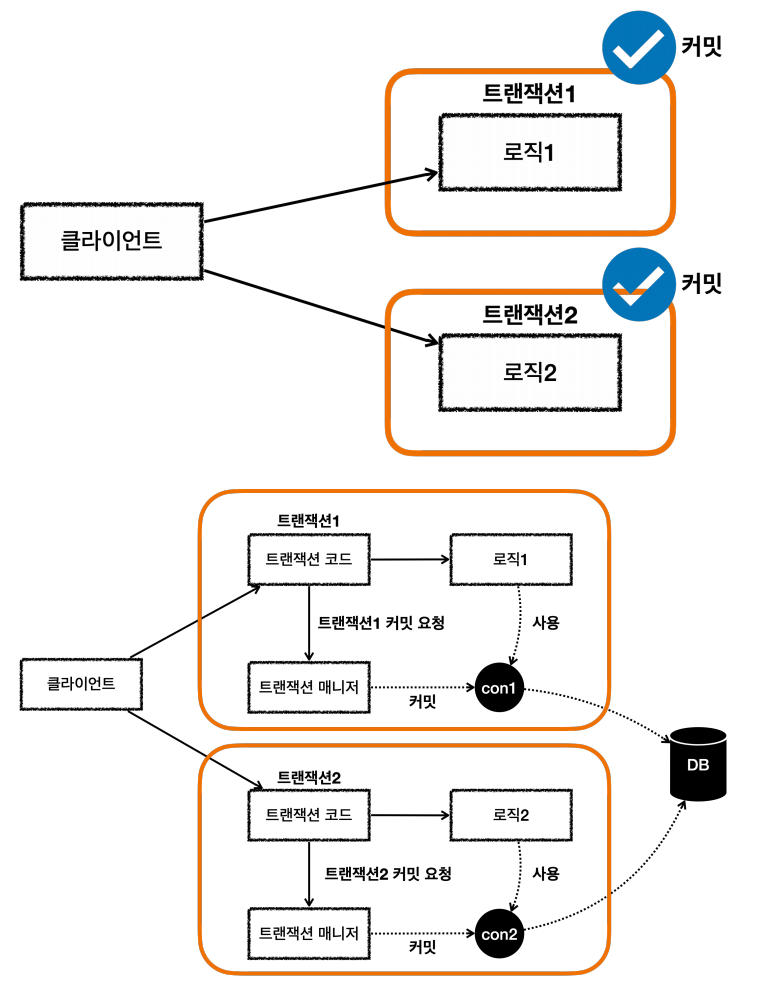 커밋
트랜잭션1
로직1
클라이언트
커밋
트랜잭션2
로직2
트랜잭션1
트랜잭션 코드
로직1
트랜잭션1 커밋 요청
사용
클라이언트
트랜잭션 매니저
커밋
con1
DB
트랜잭션2
트랜잭션 코드
로직2
트랜잭션2 커밋 요청
사용
트랜잭션 매니저
커밋
con2